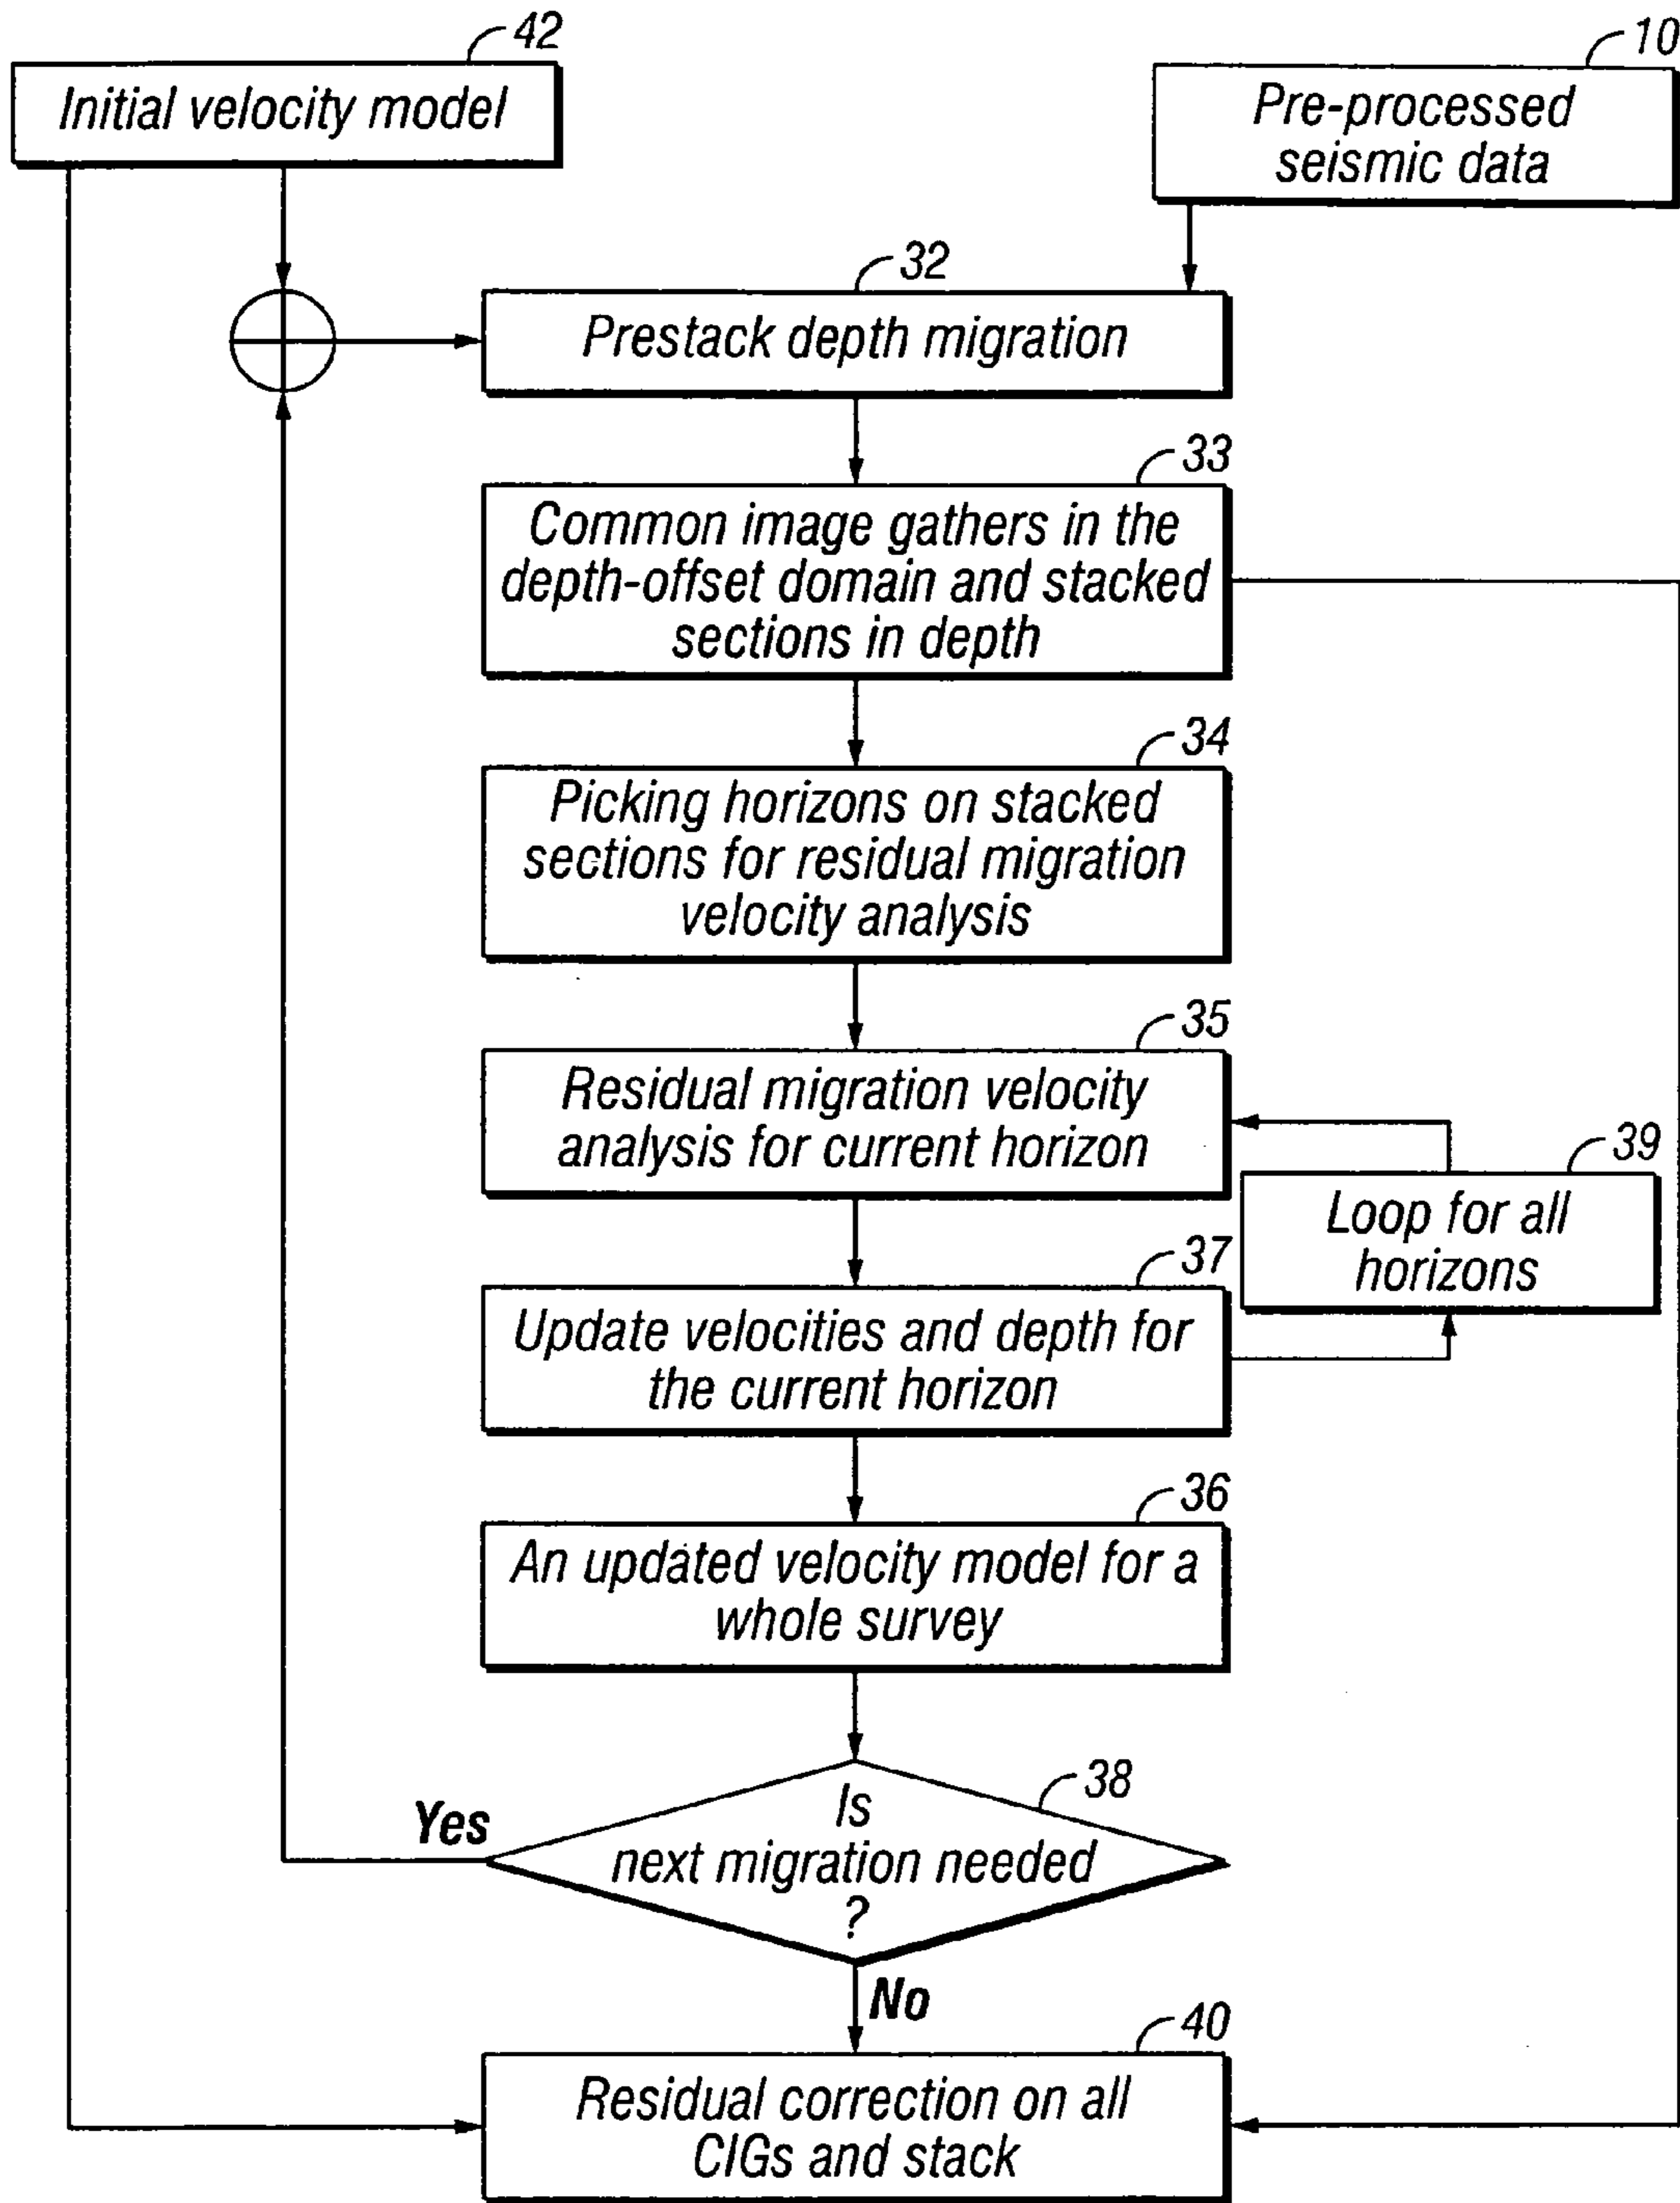 42
Initial velocity model
10
Pre-processed
seismic data
32
Prestack depth migration
33
Common image gathers in the
depth-offset domain and stacked
sections in depth
34
Picking horizons on stacked
sections for residual migration
velocity analysis
35
Residual migration velocity
analysis for current horizon
39
Loop for all
horizons
37
Update velocities and depth for
the current horizon
36
An updated velocity model for a
whole survey
38
Is
next migration needed
?
Yes
No
40
Residual correction on all
CIGs and stack